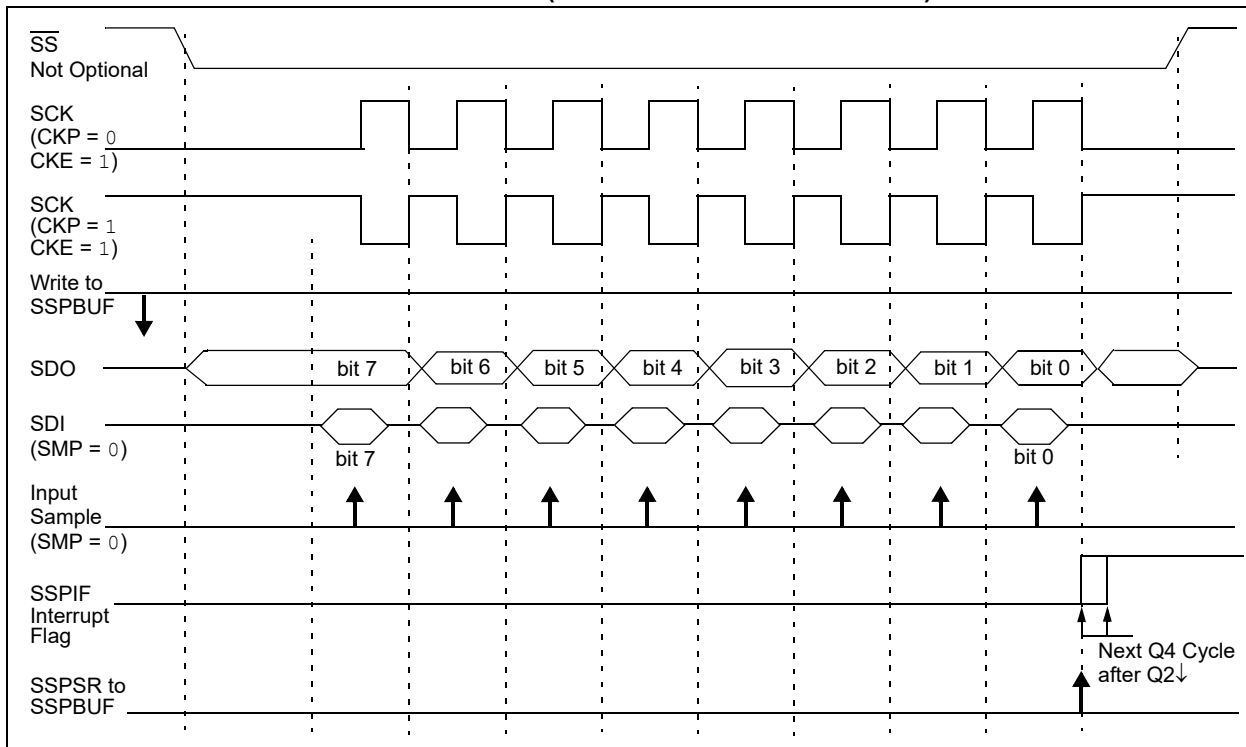 SS
Not Optional
SCK
(CKP = 0
CKE = 1)
SCK
(CKP = 1
CKE = 1)
Write to
SSPBUF
SDO
bit 7
bit 6
bit 5
bit 4
bit 3
bit 2
bit 1
bit 0
SDI
(SMP = 0)
bit 7
bit 0
Input
Sample
(SMP = 0)
SSPIF
Interrupt
Flag
Next Q4 Cycle
after Q2↓
SSPSR to
SSPBUF